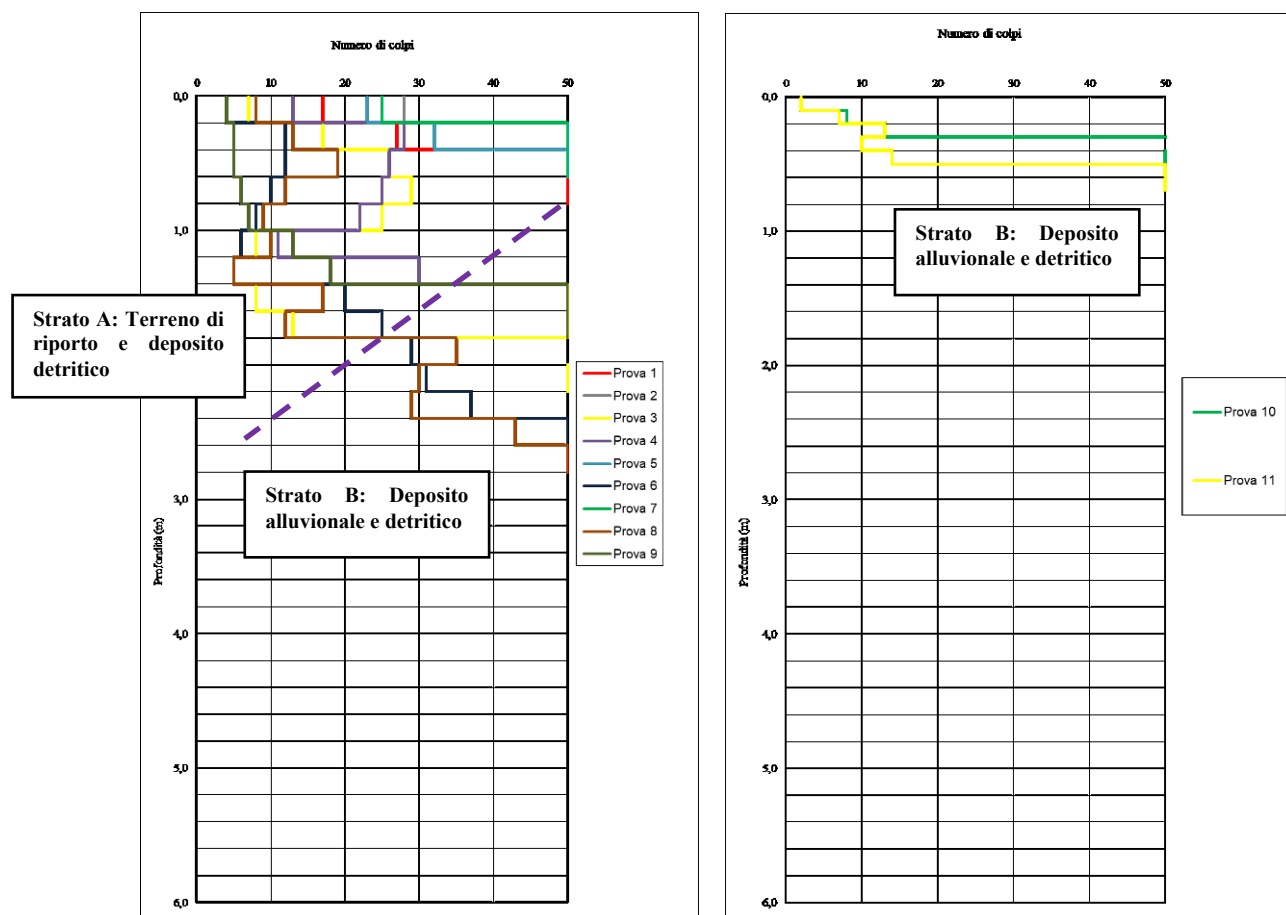 Numero di colpi
0 10 20 30 40 50
0,0
1,0
Strato A: Terreno di
riporto e deposito
detritico
Strato B: Deposito
alluvionale e detritico
3,0
4,0
5,0
6,0
Profondità (m)
Prova 1
Prova 2
Prova 3
Prova 4
Prova 5
Prova 6
Prova 7
Prova 8
Prova 9
Numero di colpi
0 10 20 30 40 50
0,0
1,0
2,0
3,0
4,0
5,0
6,0
Profondità (m)
Strato B: Deposito
alluvionale e detritico
Prova 10
Prova 11